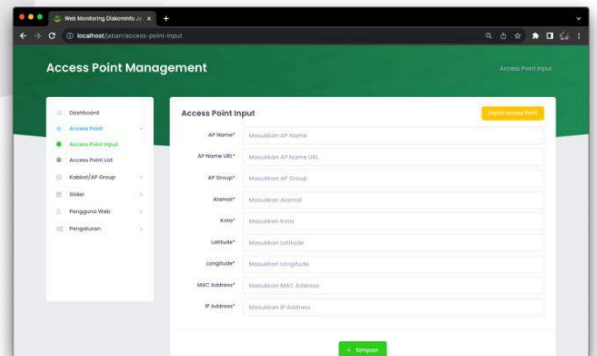 Web Monitoring Diskominfo Ja
localhost/jabarr/access-point-input
Access Point Management
Access Point Input
Dashboard
Access Point
Access Point Input
Access Point List
Kabkot/AP Group
Slider
Pengguna Web
Pengaturan
Access Point Input
Import Access Point
AP Name*
Masukkan AP Name
AP Name URL*
Masukkan AP Name URL
AP Group*
Masukkan AP Group
Alamat*
Masukkan Alamat
Kota*
Masukkan Kota
Latitude*
Masukkan Latitude
Longitude*
Masukkan Longitude
MAC Address*
Masukkan MAC Address
IP Address*
Masukkan IP Address
+ Simpan